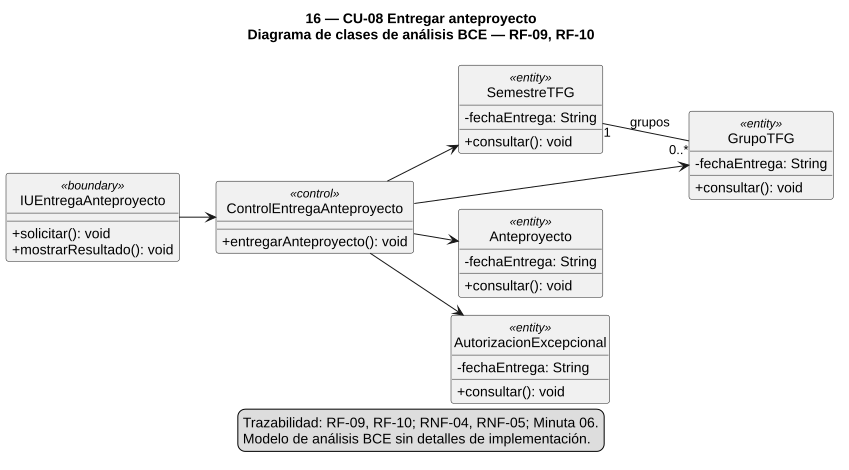 16 — CU-08 Entregar anteproyecto
Diagrama de clases de análisis BCE — RF-09, RF-10
«entity»
SemestreTFG
-fechaEntrega: String
+consultar(): void
1
grupos
0..*
«entity»
GrupoTFG
-fechaEntrega: String
+consultar(): void
«boundary»
IUEntregaAnteproyecto
+solicitar(): void
+mostrarResultado(): void
«control»
ControlEntregaAnteproyecto
+entregarAnteproyecto(): void
«entity»
Anteproyecto
-fechaEntrega: String
+consultar(): void
«entity»
AutorizacionExcepcional
-fechaEntrega: String
+consultar(): void
Trazabilidad: RF-09, RF-10; RNF-04, RNF-05; Minuta 06.
Modelo de análisis BCE sin detalles de implementación.